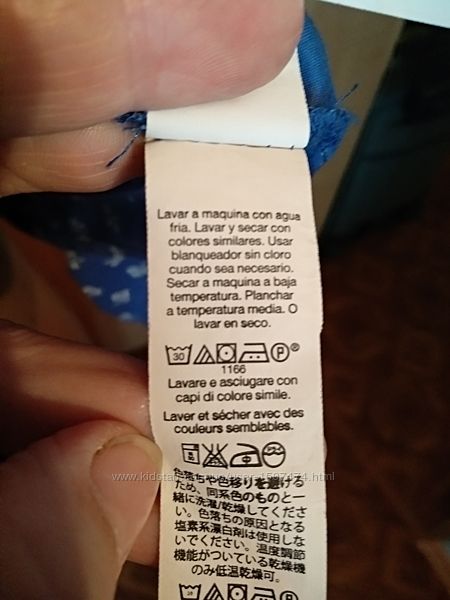 Lavar a maquina con agua
fria. Lavar y secar con
colores similares. Usar
blanqueador sin cloro
cuando sea necesario.
Secar a maquina a baja
temperatura. Planchar
a temperatura media. O
lavar en seco.
30 P®
1166
Lavare e asciugare con
capi di colore simile.
Laver et sécher avec des
couleurs semblables.
色落ちや色移りを避ける
ため、同系色のものと一
緒に洗濯/乾燥してくださ
い。色落ちの原因となる
塩素系漂白剤は使用しな
いでください。温度調節
機能がついている乾燥機
のみ低温乾燥可。